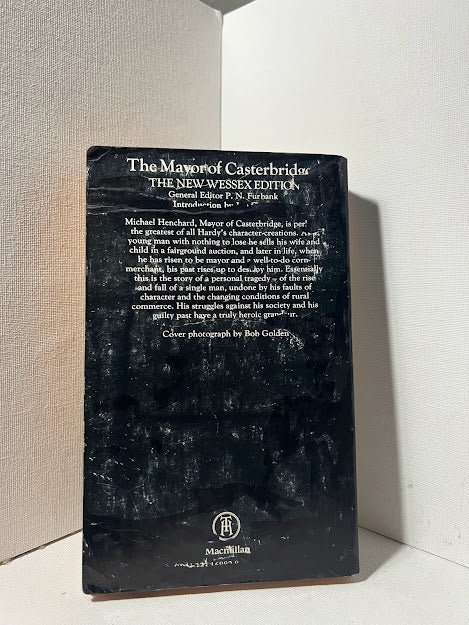 The Mayor of Casterbridge
THE NEW WESSEX EDITION
General Editor P. N. Furbank
Introduction by
Michael Henchard, Mayor of Casterbridge, is
the greatest of all Hardy's character-creations.
young man with nothing to lose he sells his wife and
child in a fairground auction, and later in life, when
he has risen to be mayor and a well-to-do corn-
merchant, his past rises up to destroy him. Essentially
this is the story of a personal tragedy – of the rise
and fall of a single man, undone by his faults of
character and the changing conditions of rural
commerce. His struggles against his society and his
guilty past have a truly heroic grandeur.
Cover photograph by Bob Golden
TH
Macmillan